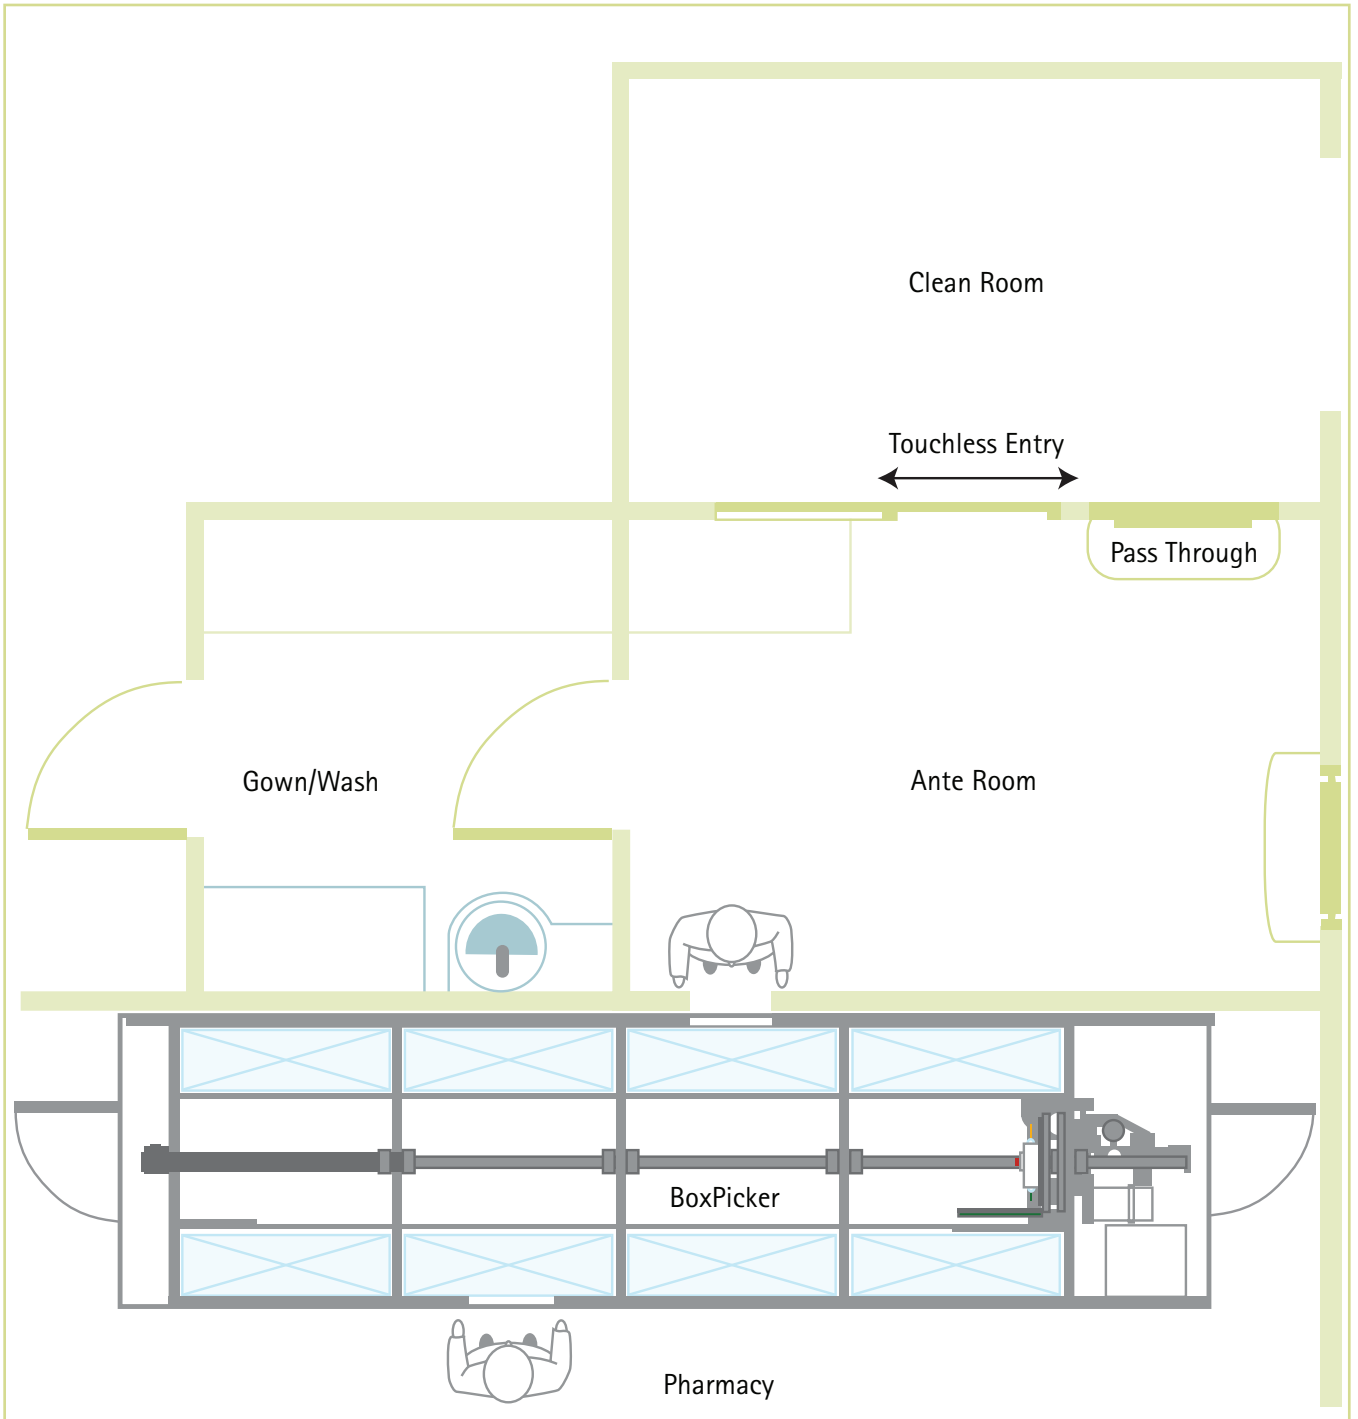 Clean Room
Touchless Entry
Pass Through
Gown/Wash
Ante Room
BoxPicker
Pharmacy